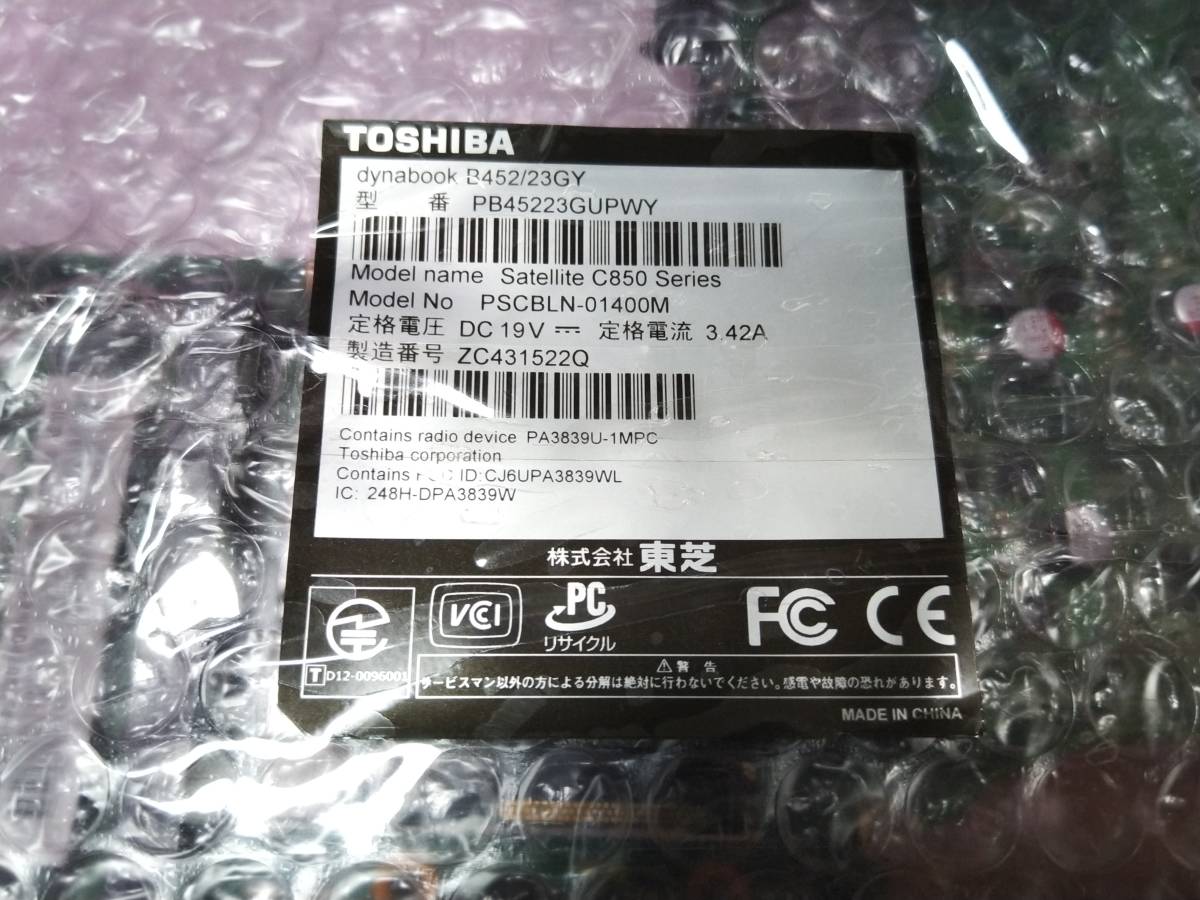 TOSHIBA
dynabook B452/23GY
型 番 PB45223GUPWY
Model name Satellite C850 Series
Model No PSCBLN-01400M
定格電圧 DC 19V ⎓ 定格電流 3.42A
製造番号 ZC431522Q
Contains radio device PA3839U-1MPC
Toshiba corporation
Contains ID:CJ6UPA3839WL
IC: 248H-DPA3839W
株式会社 東芝
VCCI PC FC CE
リサイクル
T D12-0096001
⚠警 告
サービスマン以外の方による分解は絶対に行わないでください。感電や故障の恐れがあります。
MADE IN CHINA